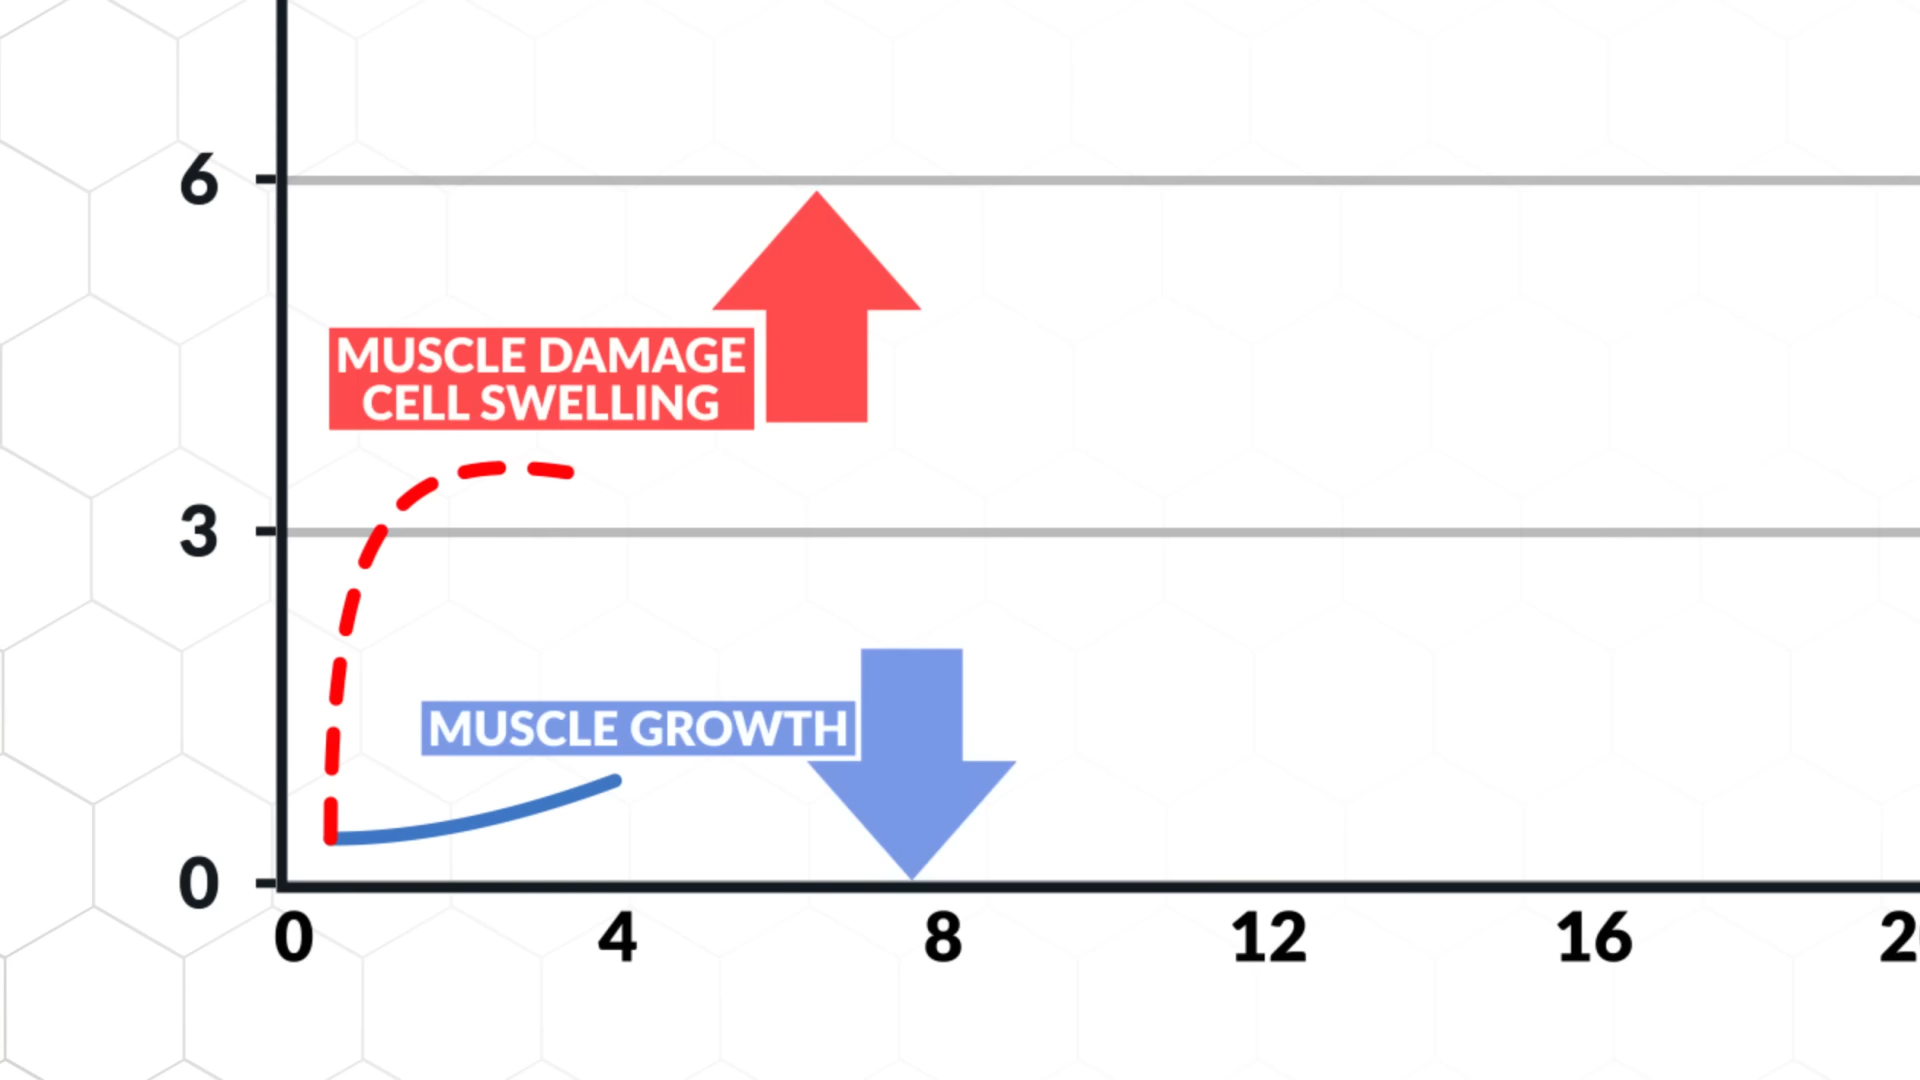 6
MUSCLE DAMAGE
CELL SWELLING
3
MUSCLE GROWTH
0
0 4 8 12 16